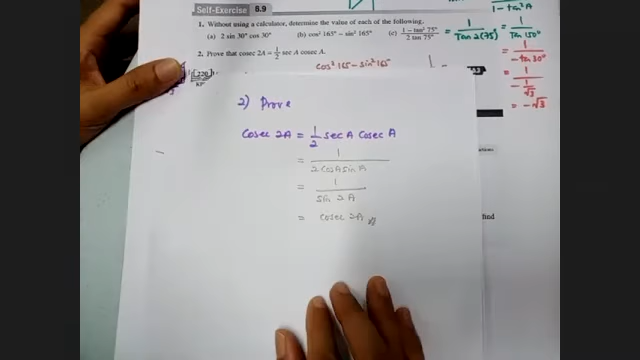 1 - tan² A
Self-Exercise 8.9
1. Without using a calculator, determine the value of each of the following.
(a) 2 sin 30° cos 30° (b) cos² 165° − sin² 165° (c) 1 − tan² 75° / 2 tan 75° = 1 / Tan 2(75) = 1 / Tan 150°
2. Prove that cosec 2A = 1/2 sec A cosec A.
= 1 / -tan 30°
cos² 165 - sin² 165
= 1 / - 1/√3
= -√3
2) Prove
Cosec 2A = 1/2 sec A cosec A
= 1 / 2 cos A sin A
= 1 / sin 2A
= cosec 2A //
find